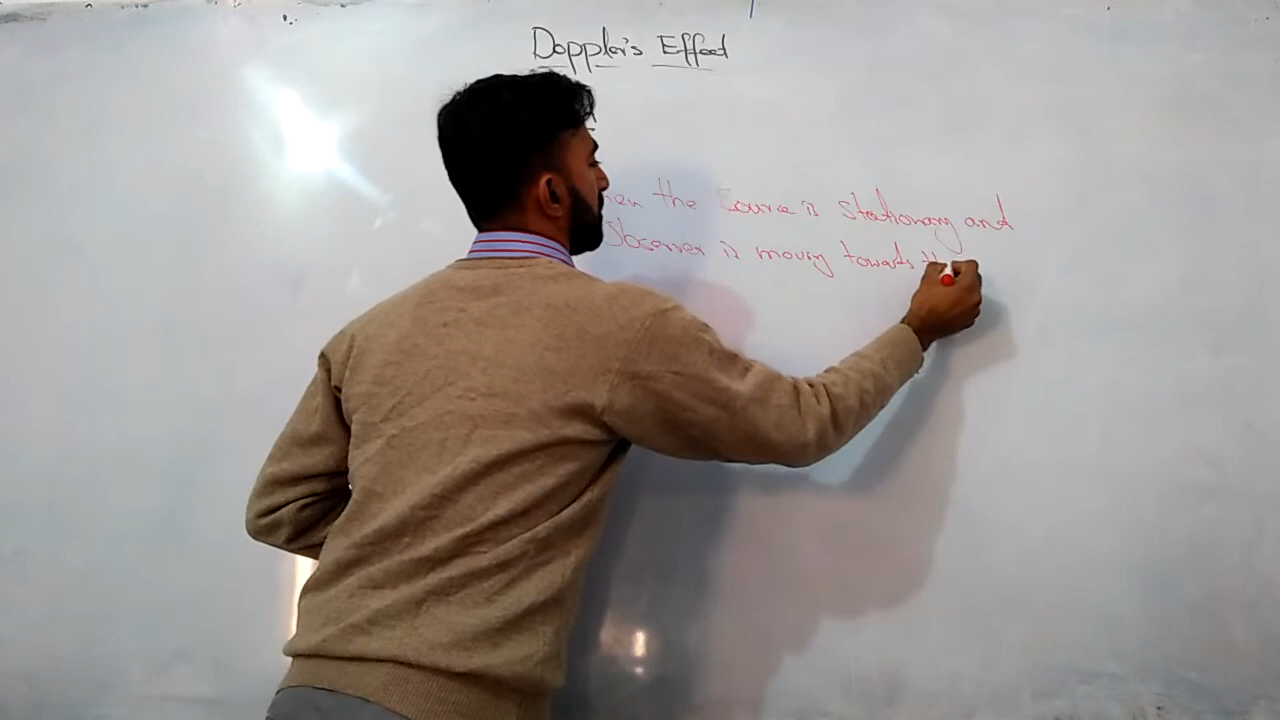 Doppler's Effect
hen the Source is Stationary and
Observer is moving towards th